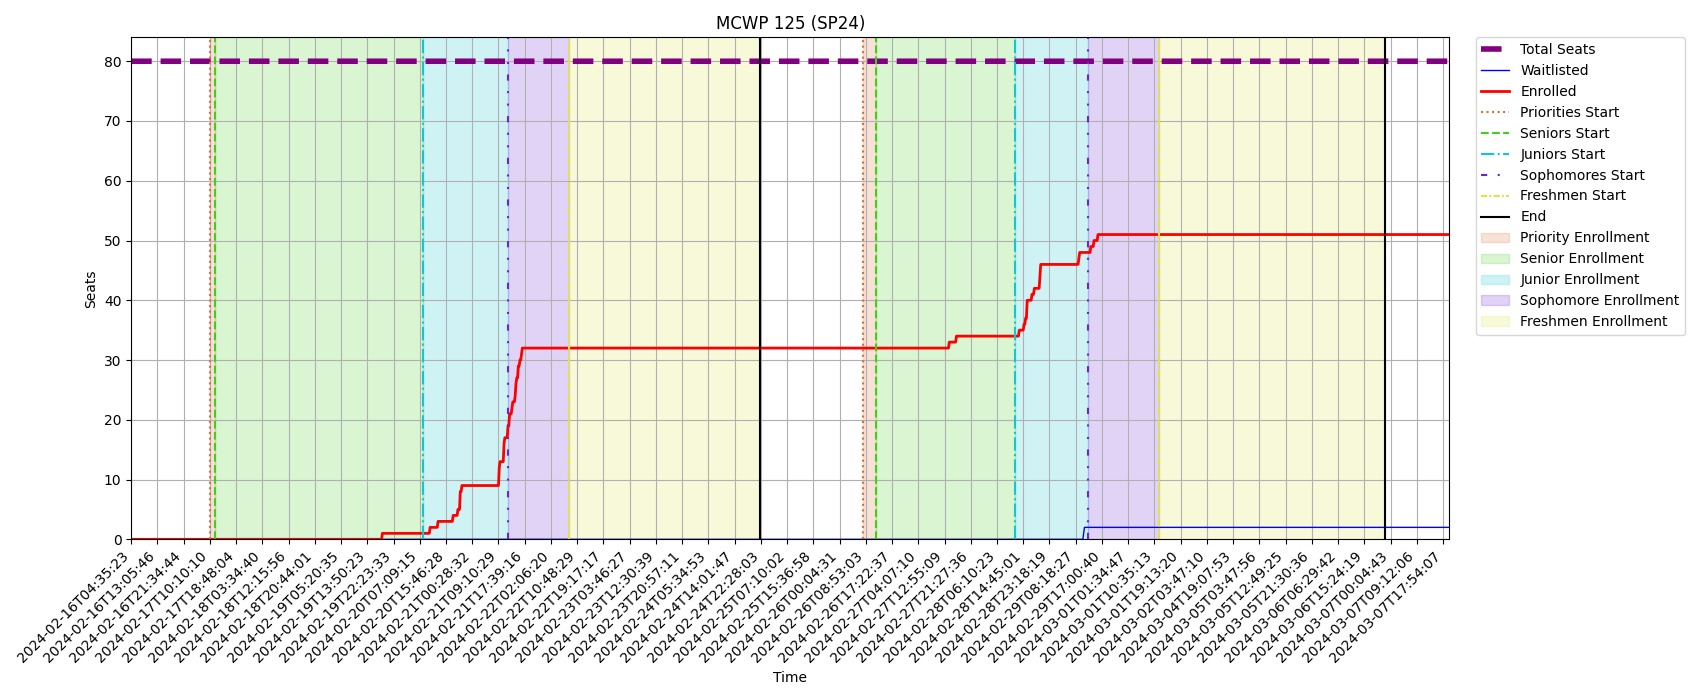 MCWP 125 (SP24)
Seats
80
70
60
50
40
30
20
10
0
2024-02-16T04:35:23
2024-02-16T13:05:46
2024-02-16T21:34:44
2024-02-17T10:10:10
2024-02-17T18:48:04
2024-02-18T03:34:40
2024-02-18T12:15:56
2024-02-18T20:44:01
2024-02-19T05:20:35
2024-02-19T13:50:23
2024-02-19T22:23:33
2024-02-20T07:09:15
2024-02-20T15:46:28
2024-02-21T00:28:32
2024-02-21T09:10:29
2024-02-21T17:39:16
2024-02-22T02:06:20
2024-02-22T10:48:29
2024-02-22T19:17:17
2024-02-23T03:46:27
2024-02-23T12:30:39
2024-02-23T20:57:11
2024-02-24T05:34:53
2024-02-24T14:01:47
2024-02-24T22:28:03
2024-02-25T07:10:02
2024-02-25T15:36:58
2024-02-26T00:04:31
2024-02-26T08:53:03
2024-02-26T17:22:37
2024-02-27T04:07:10
2024-02-27T12:55:09
2024-02-27T21:27:36
2024-02-28T06:10:23
2024-02-28T14:45:01
2024-02-28T23:18:19
2024-02-29T08:18:27
2024-02-29T17:00:40
2024-03-01T01:34:47
2024-03-01T10:35:13
2024-03-01T19:13:20
2024-03-02T03:47:10
2024-03-04T19:07:53
2024-03-05T03:47:56
2024-03-05T12:49:25
2024-03-05T21:30:36
2024-03-06T06:29:42
2024-03-06T15:24:19
2024-03-07T00:04:43
2024-03-07T09:12:06
2024-03-07T17:54:07
Time
Total Seats
Waitlisted
Enrolled
Priorities Start
Seniors Start
Juniors Start
Sophomores Start
Freshmen Start
End
Priority Enrollment
Senior Enrollment
Junior Enrollment
Sophomore Enrollment
Freshmen Enrollment